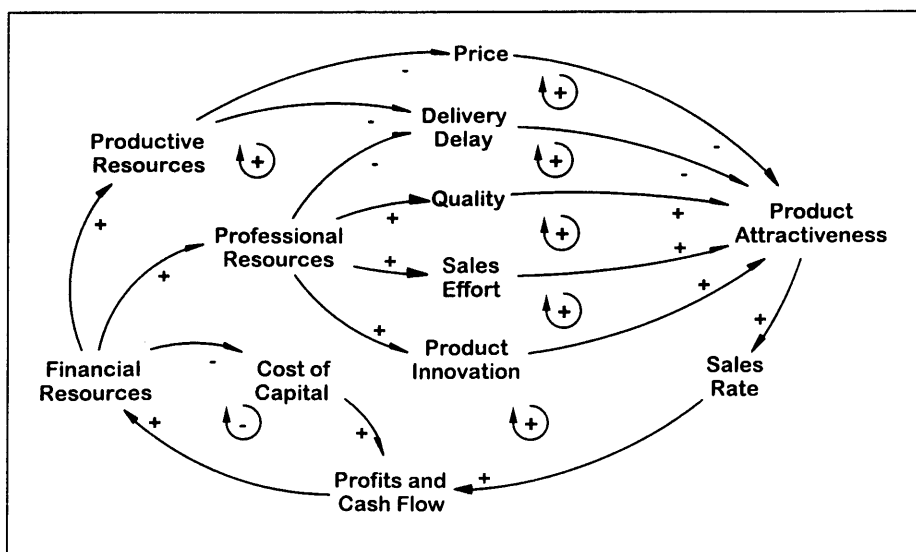 Price
-
+
Delivery
Delay
-
-
+
-
-
Productive
Resources
+
+
Quality
+
+
Product
Attractiveness
Professional
Resources
+
+
+
Sales
Effort
+
+
+
+
+
Product
Innovation
+
Financial
Resources
-
Cost of
Capital
Sales
Rate
+
-
+
+
Profits and
Cash Flow
+